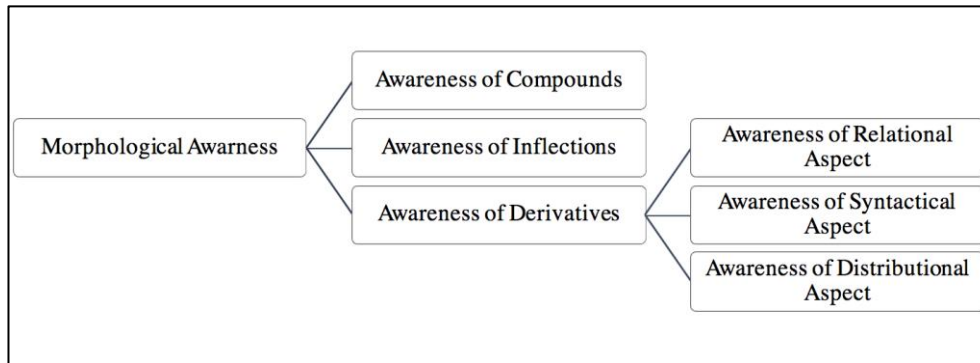 Awareness of Compounds
Morphological Awarness
Awareness of Inflections
Awareness of Derivatives
Awareness of Relational
Aspect
Awareness of Syntactical
Aspect
Awareness of Distributional
Aspect